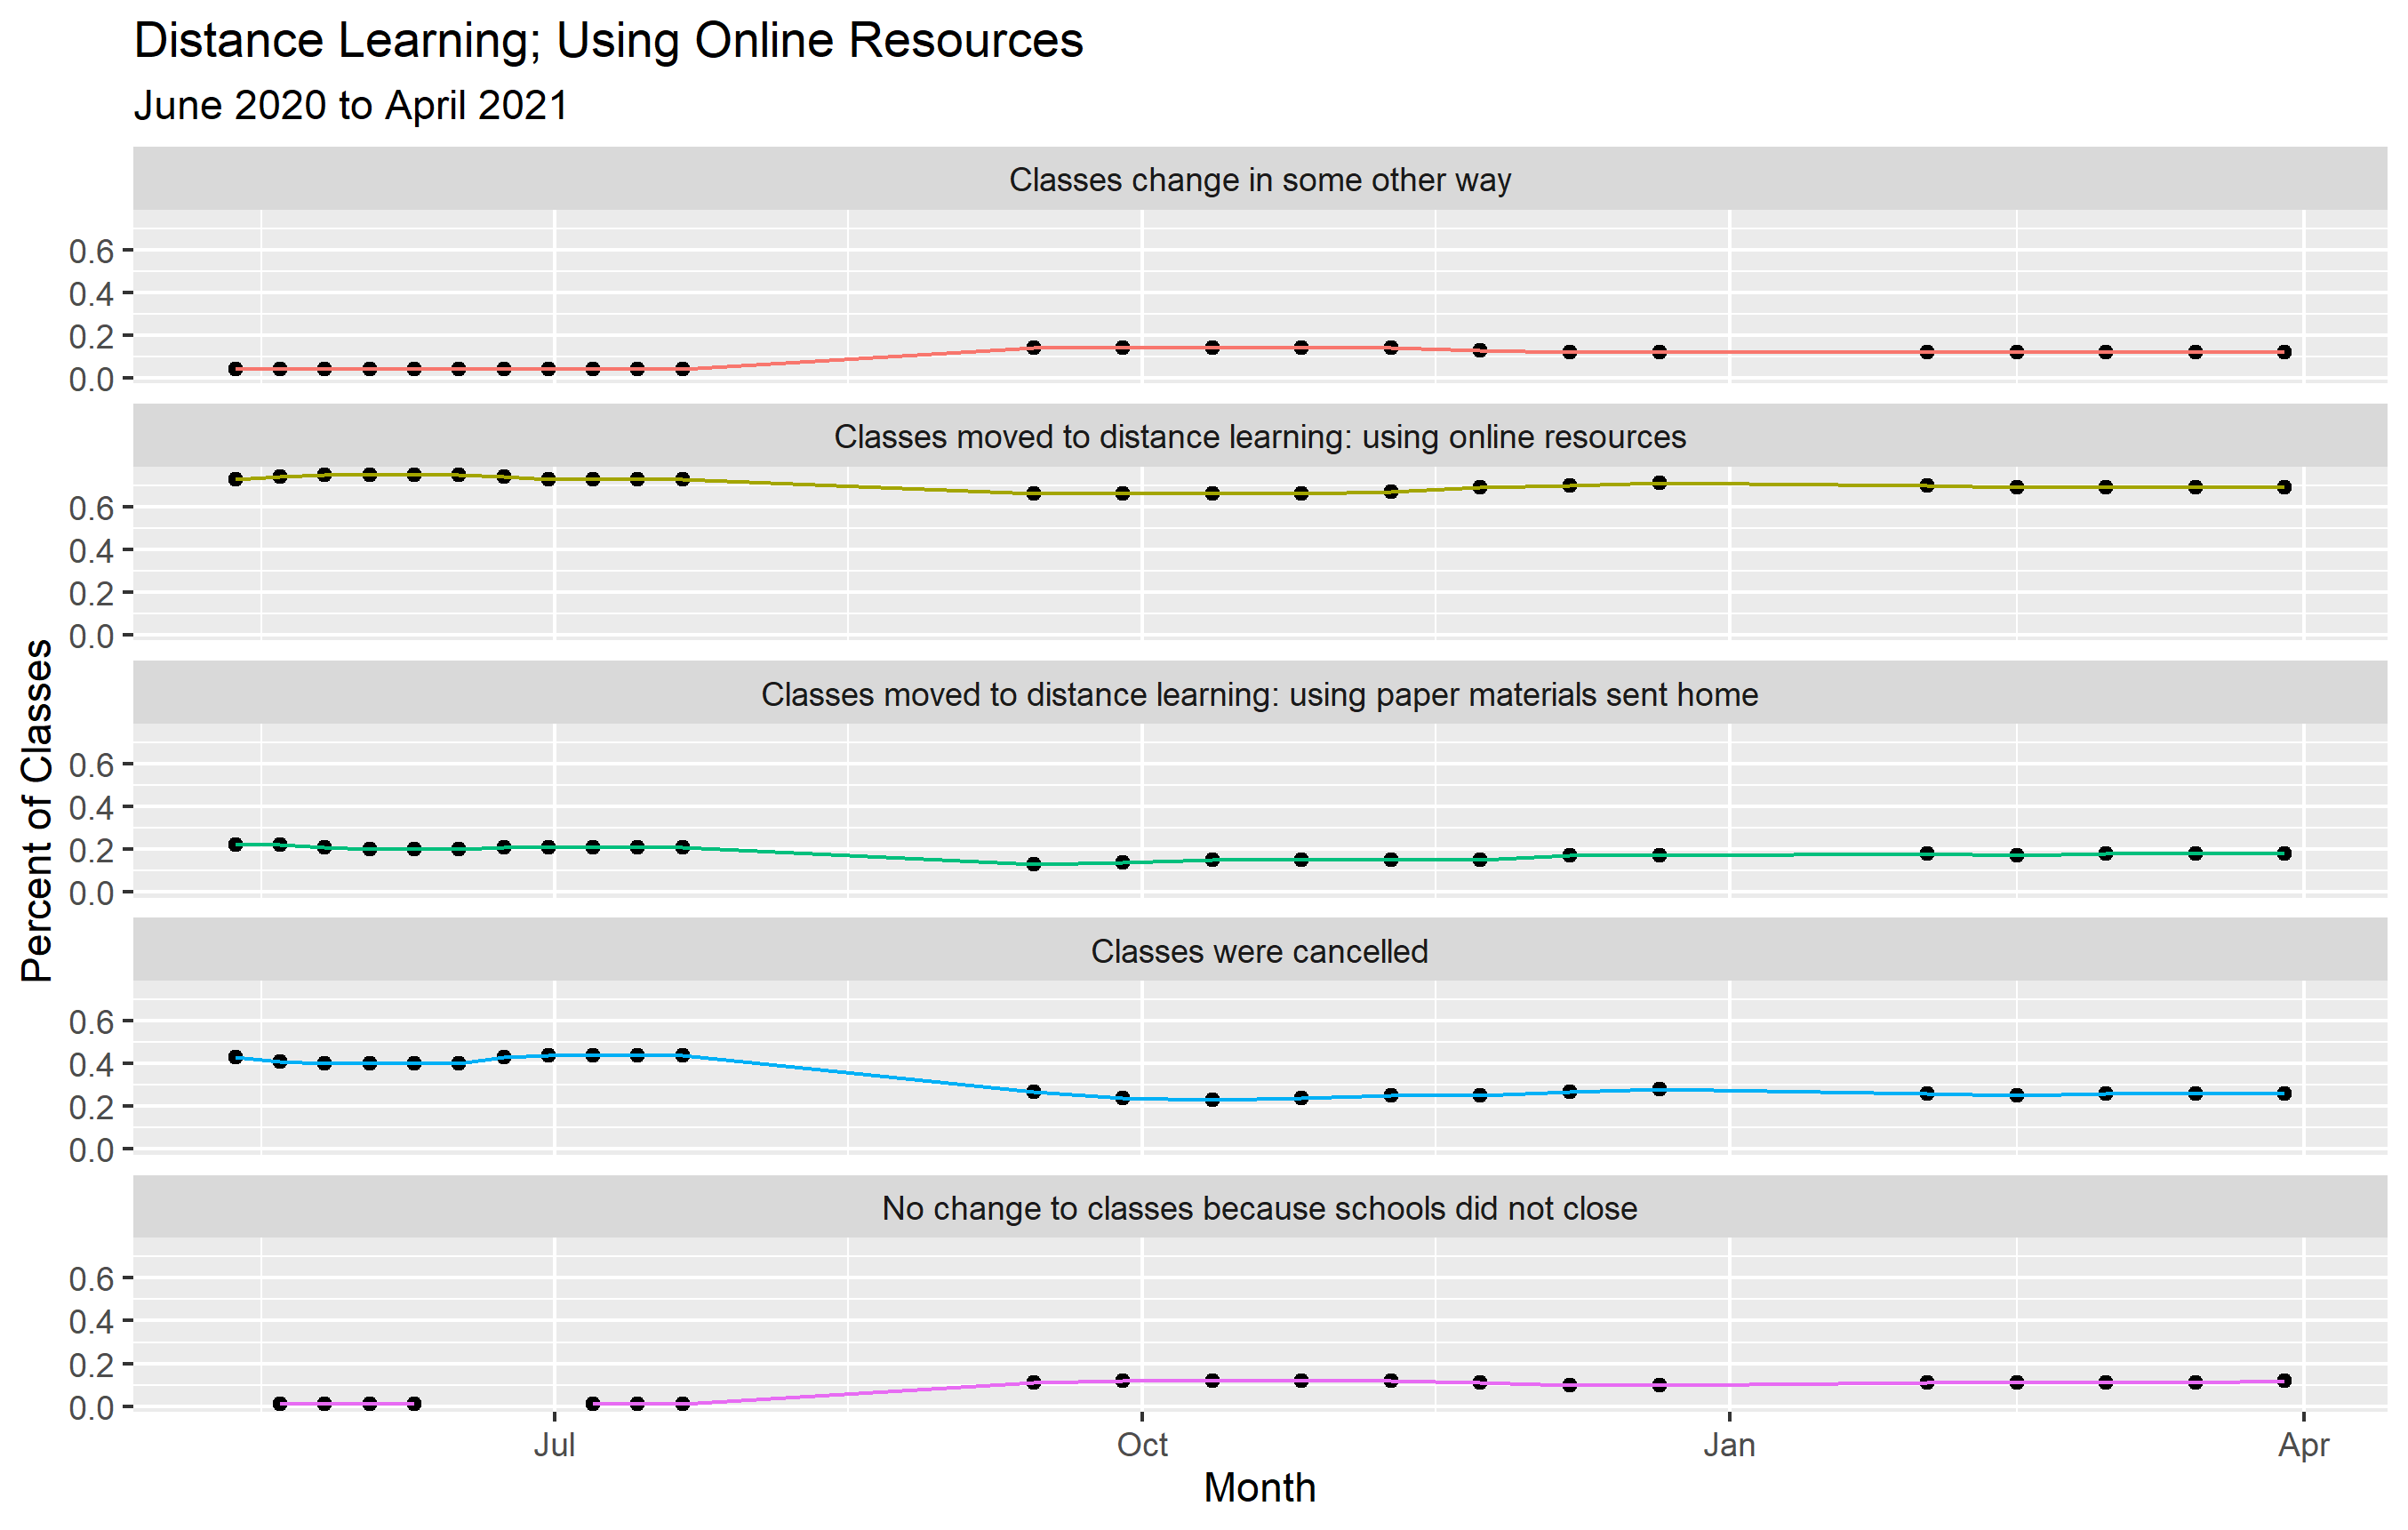 Distance Learning; Using Online Resources
June 2020 to April 2021
Classes change in some other way
0.6
0.4
0.2
0.0
Classes moved to distance learning: using online resources
0.6
0.4
0.2
0.0
Classes moved to distance learning: using paper materials sent home
0.6
0.4
0.2
0.0
Classes were cancelled
0.6
0.4
0.2
0.0
No change to classes because schools did not close
0.6
0.4
0.2
0.0
Percent of Classes
Jul Oct Jan Apr
Month